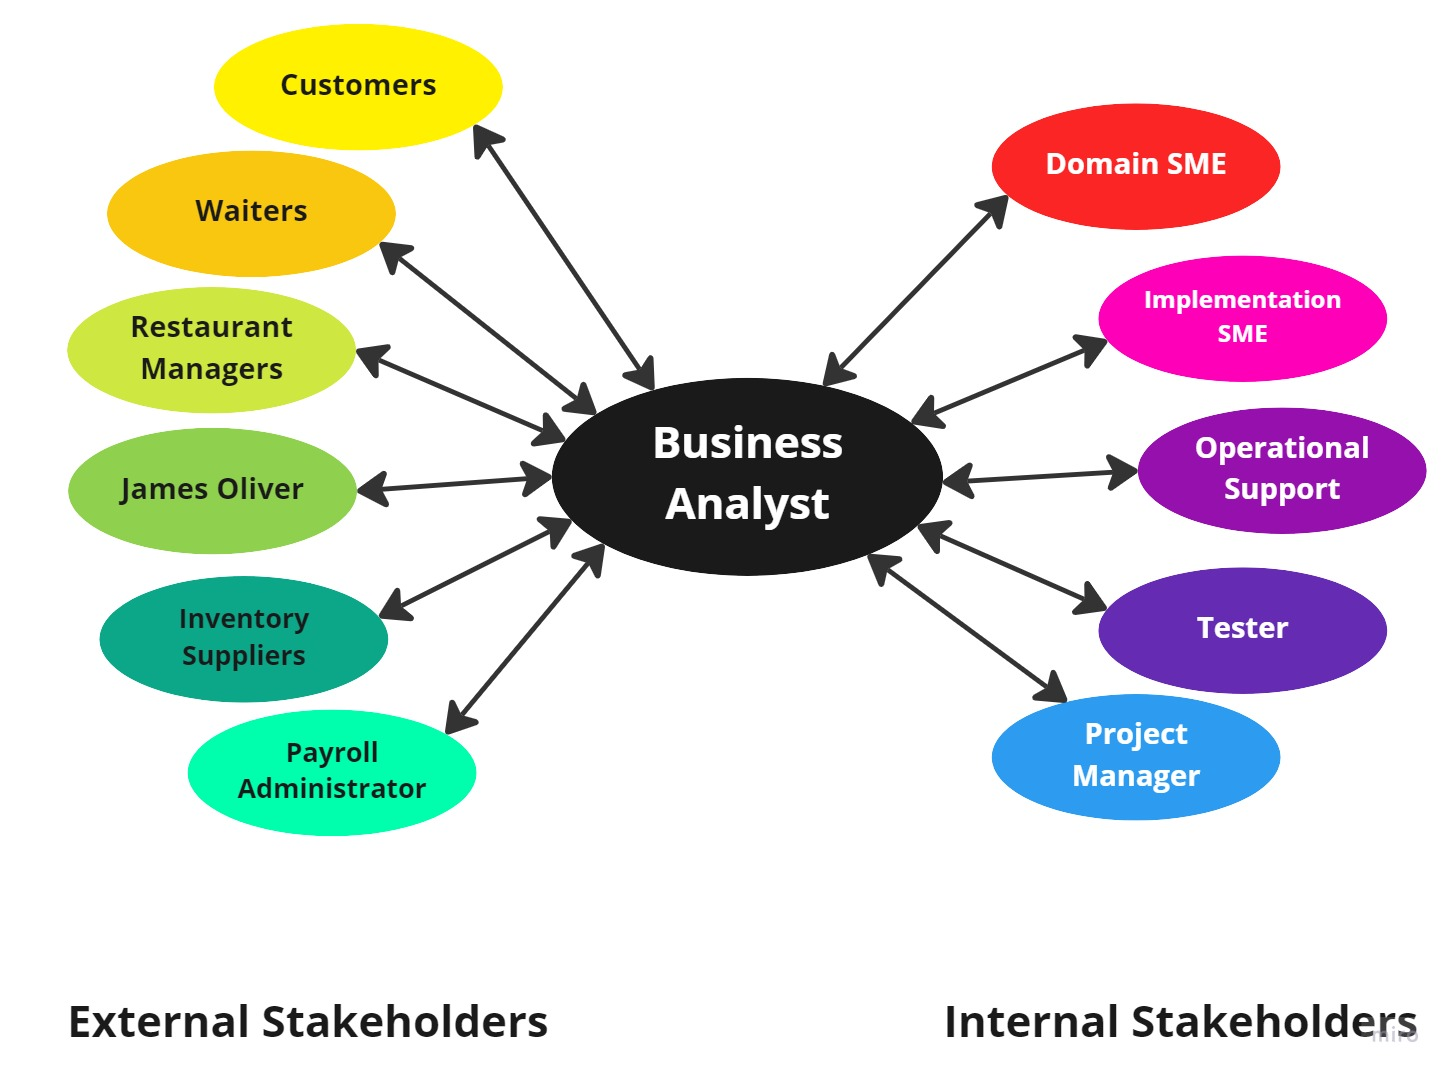 Customers
Waiters
Restaurant
Managers
James Oliver
Inventory
Suppliers
Payroll
Administrator
Business
Analyst
Domain SME
Implementation
SME
Operational
Support
Tester
Project
Manager
External Stakeholders
Internal Stakeholders
miro